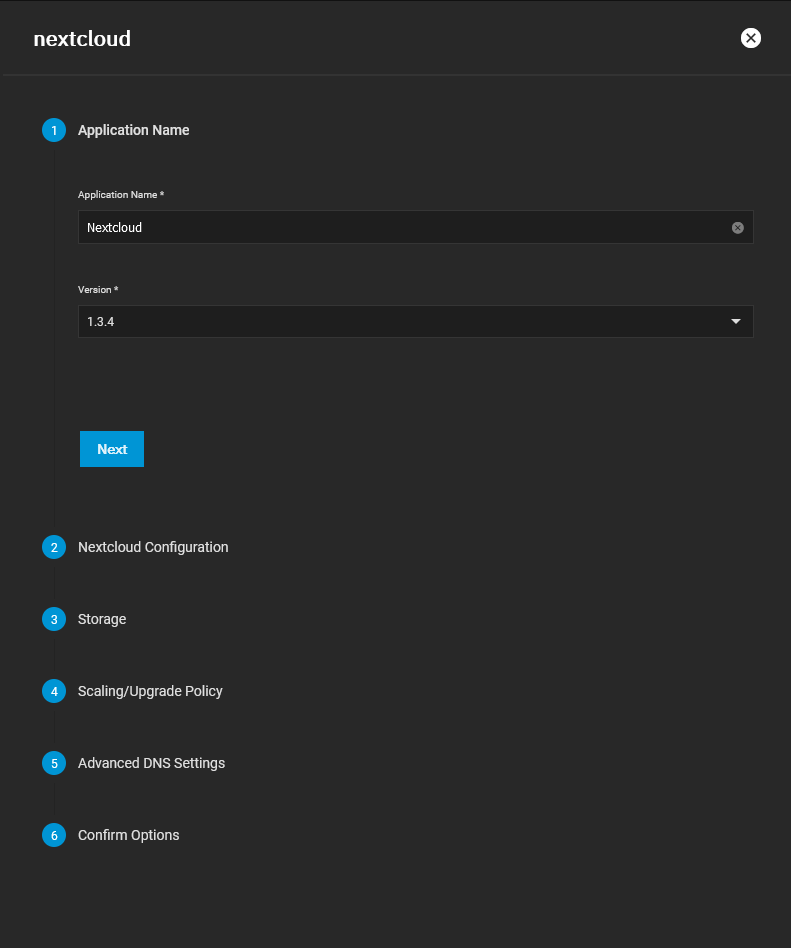 nextcloud
1 Application Name
Application Name *
Nextcloud
Version *
1.3.4
Next
2 Nextcloud Configuration
3 Storage
4 Scaling/Upgrade Policy
5 Advanced DNS Settings
6 Confirm Options